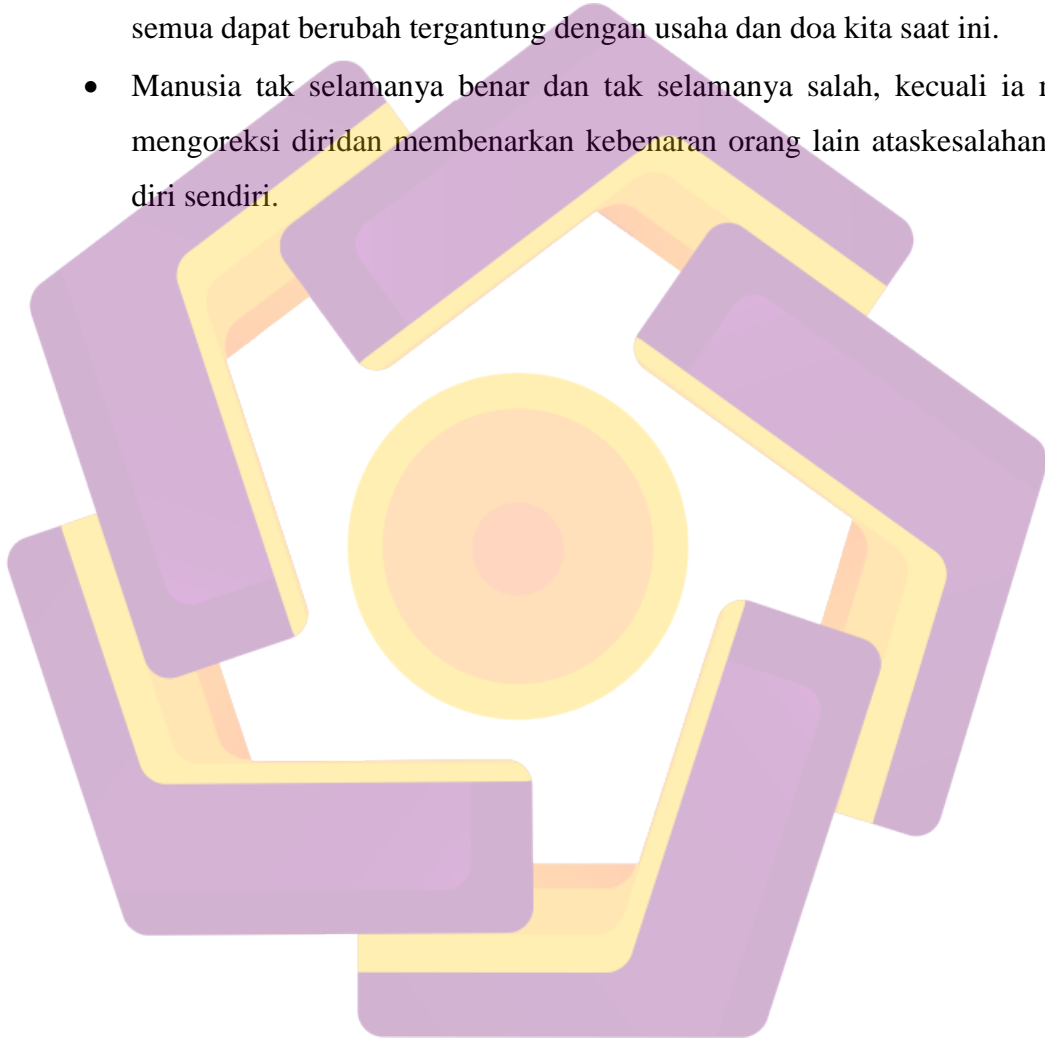 semua dapat berubah tergantung dengan usaha dan doa kita saat ini.
• Manusia tak selamanya benar dan tak selamanya salah, kecuali ia
mengoreksi diridan membenarkan kebenaran orang lain ataskesalahan
diri sendiri.